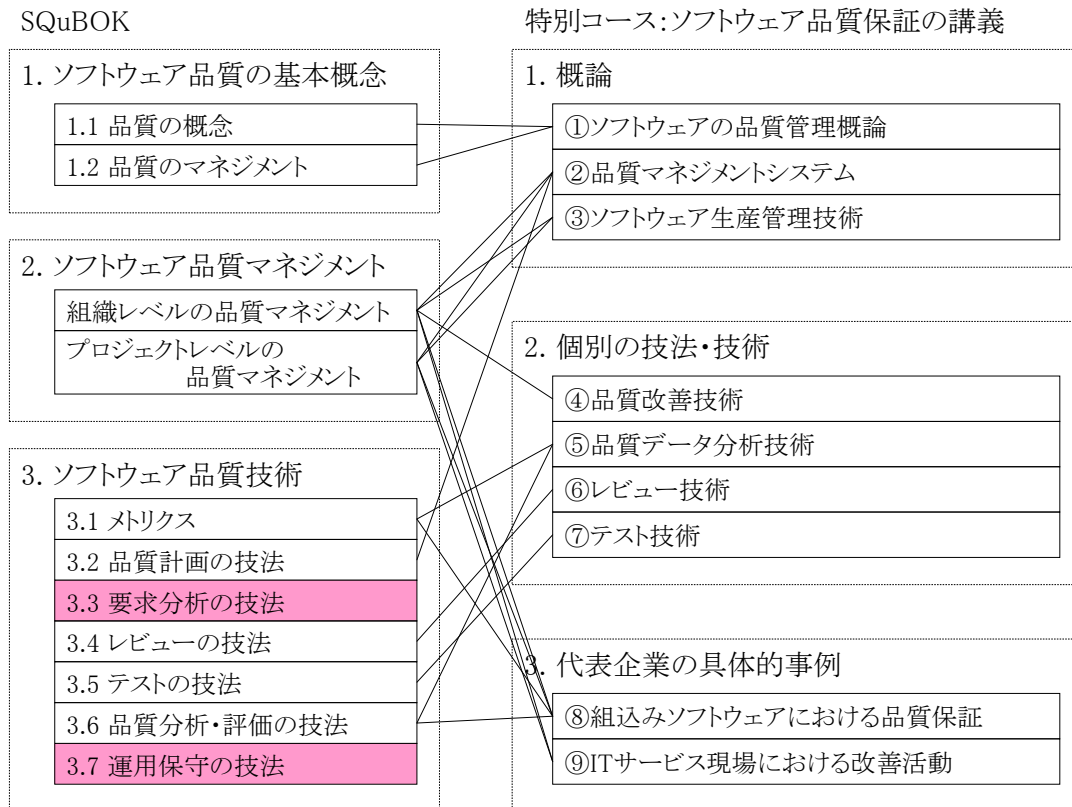 SQuBOK
1. ソフトウェア品質の基本概念
1.1 品質の概念
1.2 品質のマネジメント
2. ソフトウェア品質マネジメント
組織レベルの品質マネジメント
プロジェクトレベルの
品質マネジメント
3. ソフトウェア品質技術
3.1 メトリクス
3.2 品質計画の技法
3.3 要求分析の技法
3.4 レビューの技法
3.5 テストの技法
3.6 品質分析・評価の技法
3.7 運用保守の技法
特別コース:ソフトウェア品質保証の講義
1. 概論
①ソフトウェアの品質管理概論
②品質マネジメントシステム
③ソフトウェア生産管理技術
2. 個別の技法・技術
④品質改善技術
⑤品質データ分析技術
⑥レビュー技術
⑦テスト技術
3. 代表企業の具体的事例
⑧組込みソフトウェアにおける品質保証
⑨ITサービス現場における改善活動